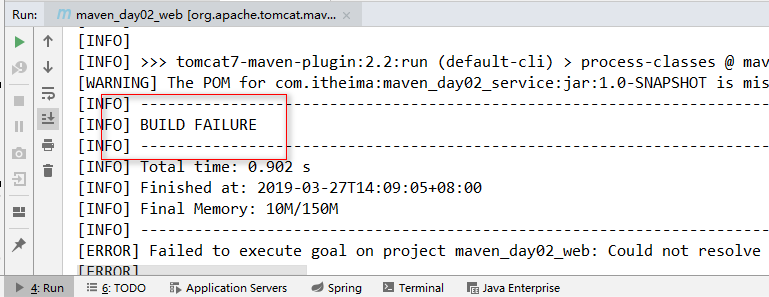 Run: maven_day02_web [org.apache.tomcat.mav...
[INFO]
[INFO] >>> tomcat7-maven-plugin:2.2:run (default-cli) > process-classes @ mav
[WARNING] The POM for com.itheima:maven_day02_service:jar:1.0-SNAPSHOT is mis
[INFO] ------------------------------------------------------------------------
[INFO] BUILD FAILURE
[INFO] ------------------------------------------------------------------------
[INFO] Total time: 0.902 s
[INFO] Finished at: 2019-03-27T14:09:05+08:00
[INFO] Final Memory: 10M/150M
[INFO] ------------------------------------------------------------------------
[ERROR] Failed to execute goal on project maven_day02_web: Could not resolve
[ERROR]
4: Run 6: TODO Application Servers Spring Terminal Java Enterprise